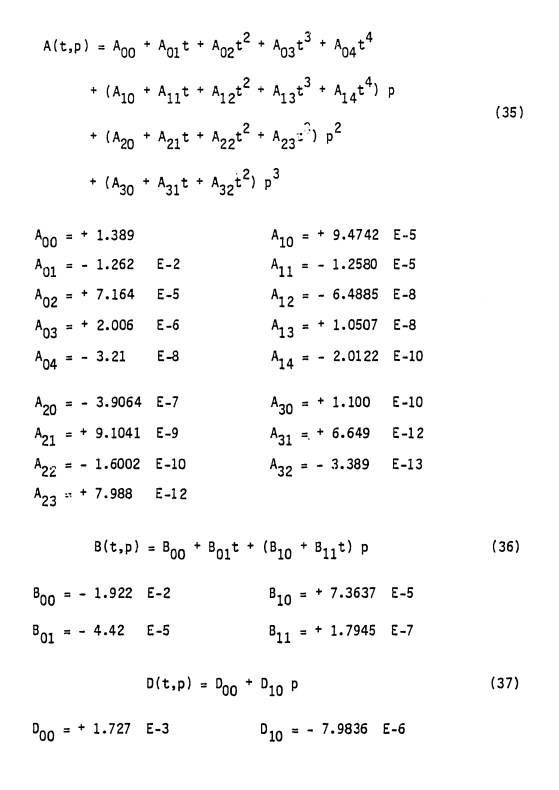 A(t,p) = A₀₀ + A₀₁t + A₀₂t² + A₀₃t³ + A₀₄t⁴
+ (A₁₀ + A₁₁t + A₁₂t² + A₁₃t³ + A₁₄t⁴) p
(35)
+ (A₂₀ + A₂₁t + A₂₂t² + A₂₃t³) p²
+ (A₃₀ + A₃₁t + A₃₂t²) p³
A₀₀ = + 1.389 A₁₀ = + 9.4742 E-5
A₀₁ = - 1.262 E-2 A₁₁ = - 1.2580 E-5
A₀₂ = + 7.164 E-5 A₁₂ = - 6.4885 E-8
A₀₃ = + 2.006 E-6 A₁₃ = + 1.0507 E-8
A₀₄ = - 3.21 E-8 A₁₄ = - 2.0122 E-10
A₂₀ = - 3.9064 E-7 A₃₀ = + 1.100 E-10
A₂₁ = + 9.1041 E-9 A₃₁ = + 6.649 E-12
A₂₂ = - 1.6002 E-10 A₃₂ = - 3.389 E-13
A₂₃ = + 7.988 E-12
B(t,p) = B₀₀ + B₀₁t + (B₁₀ + B₁₁t) p (36)
B₀₀ = - 1.922 E-2 B₁₀ = + 7.3637 E-5
B₀₁ = - 4.42 E-5 B₁₁ = + 1.7945 E-7
D(t,p) = D₀₀ + D₁₀ p (37)
D₀₀ = + 1.727 E-3 D₁₀ = - 7.9836 E-6